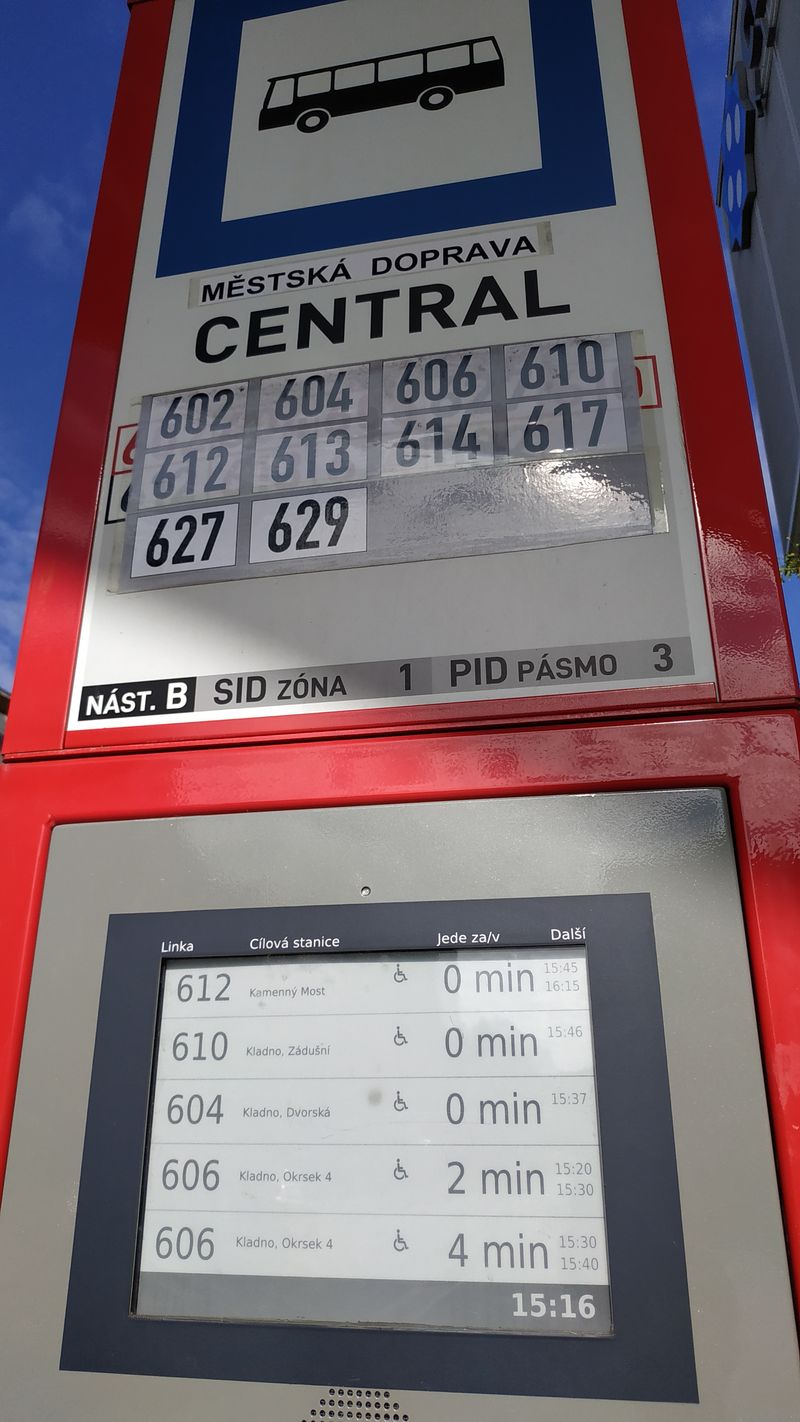 MĚSTSKÁ DOPRAVA
CENTRAL
602 604 606 610
612 613 614 617
627 629
NÁST. B SID ZÓNA 1 PID PÁSMO 3
Linka Cílová stanice Jede za/v Další
612 Kamenný Most 0 min 15:45
16:15
610 Kladno, Zádušní 0 min 15:46
604 Kladno, Dvorská 0 min 15:37
606 Kladno, Okrsek 4 2 min 15:20
15:30
606 Kladno, Okrsek 4 4 min 15:30
15:40
15:16